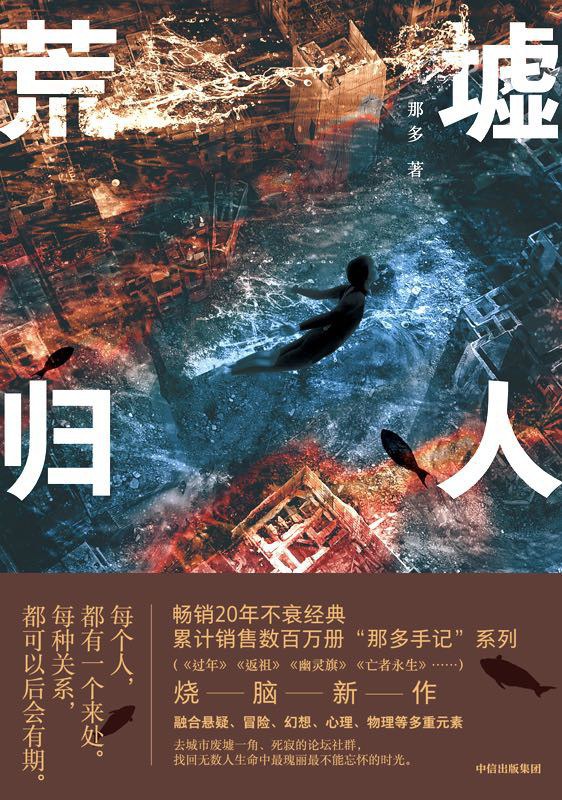 荒墟
归人
那多 著
每个人，
都有一个来处。
每种关系，
都可以后会有期。
畅销20年不衰经典
累计销售数百万册“那多手记”系列
（《过年》《返祖》《幽灵旗》《亡者永生》……）
烧——脑——新——作
融合悬疑、冒险、幻想、心理、物理等多重元素
去城市废墟一角、死寂的论坛社群，
找回无数人生命中最瑰丽最不能忘怀的时光。
中信出版集团